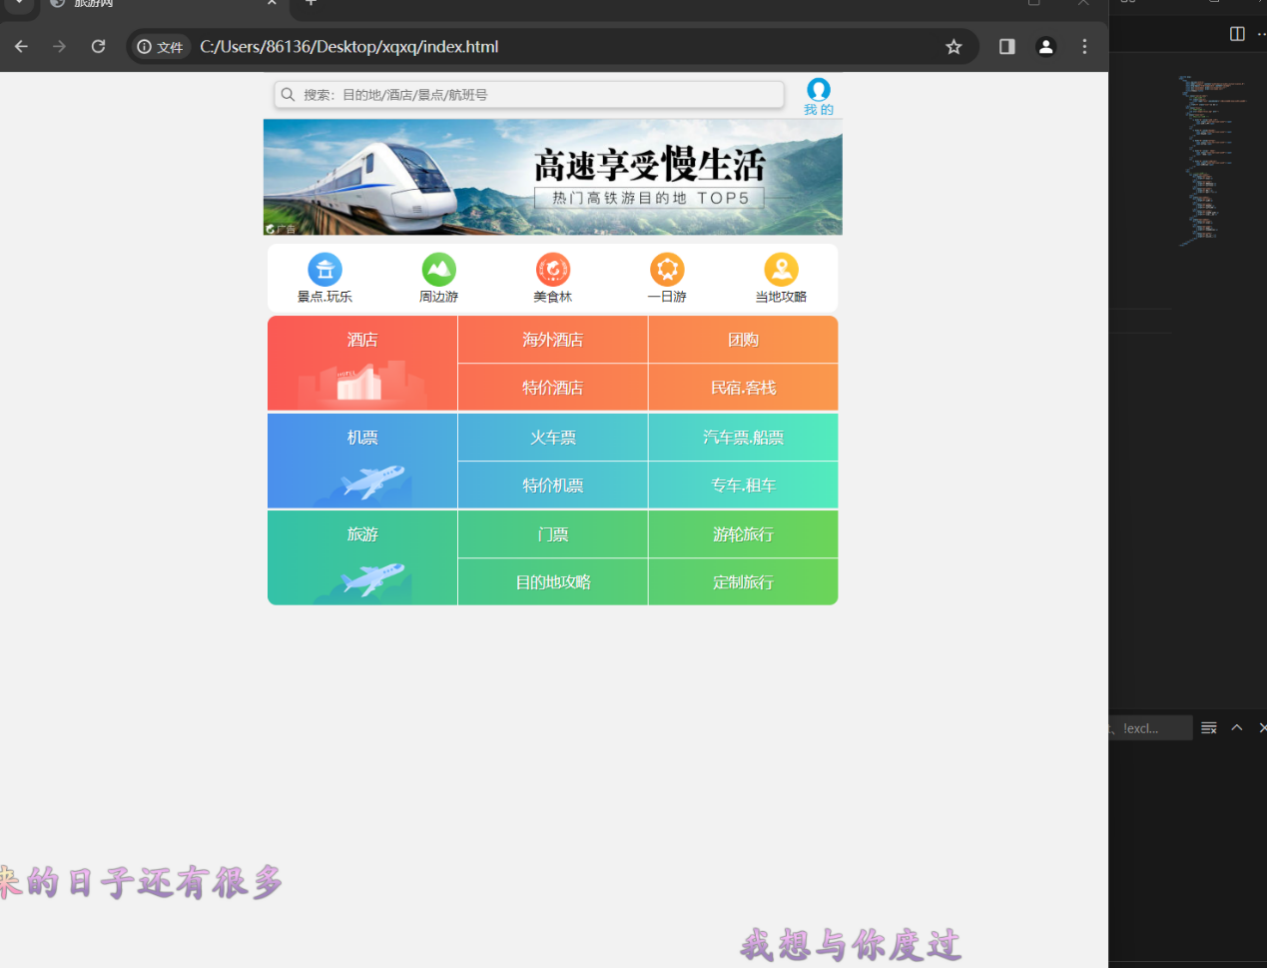 旅游网
文件 C:/Users/86136/Desktop/xqxq/index.html
搜索：目的地/酒店/景点/航班号
我的
高速享受慢生活
热门高铁游目的地 TOP5
广告
景点.玩乐 周边游 美食林 一日游 当地攻略
酒店 海外酒店 团购
特价酒店 民宿.客栈
机票 火车票 汽车票.船票
特价机票 专车.租车
旅游 门票 游轮旅行
目的地攻略 定制旅行
!excl...
来的日子还有很多
我想与你度过